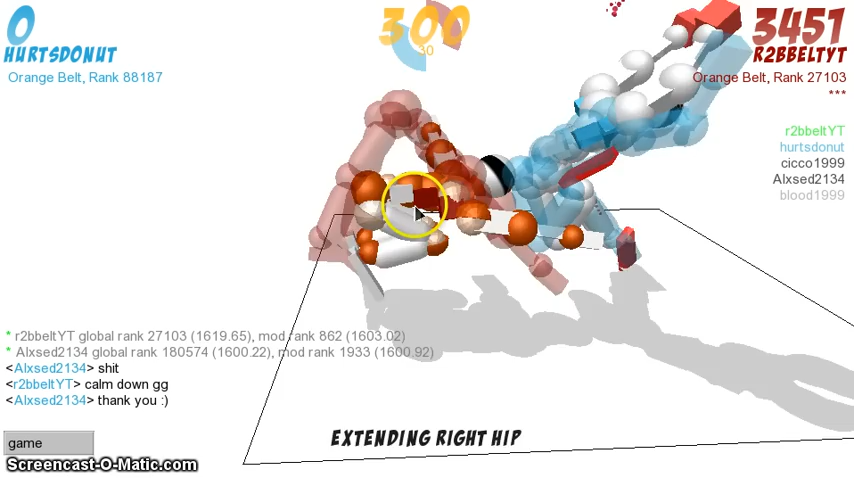 0
HURTSDONUT
Orange Belt, Rank 88187
300
30
3451
R2BBELTYT
Orange Belt, Rank 27103
***
r2bbeltYT
hurtsdonut
cicco1999
Alxsed2134
blood1999
* r2bbeltYT global rank 27103 (1619.65), mod rank 862 (1603.02)
* Alxsed2134 global rank 180574 (1600.22), mod rank 1933 (1600.92)
<Alxsed2134> shit
<r2bbeltYT> calm down gg
<Alxsed2134> thank you :)
game
EXTENDING RIGHT HIP
Screencast-O-Matic.com